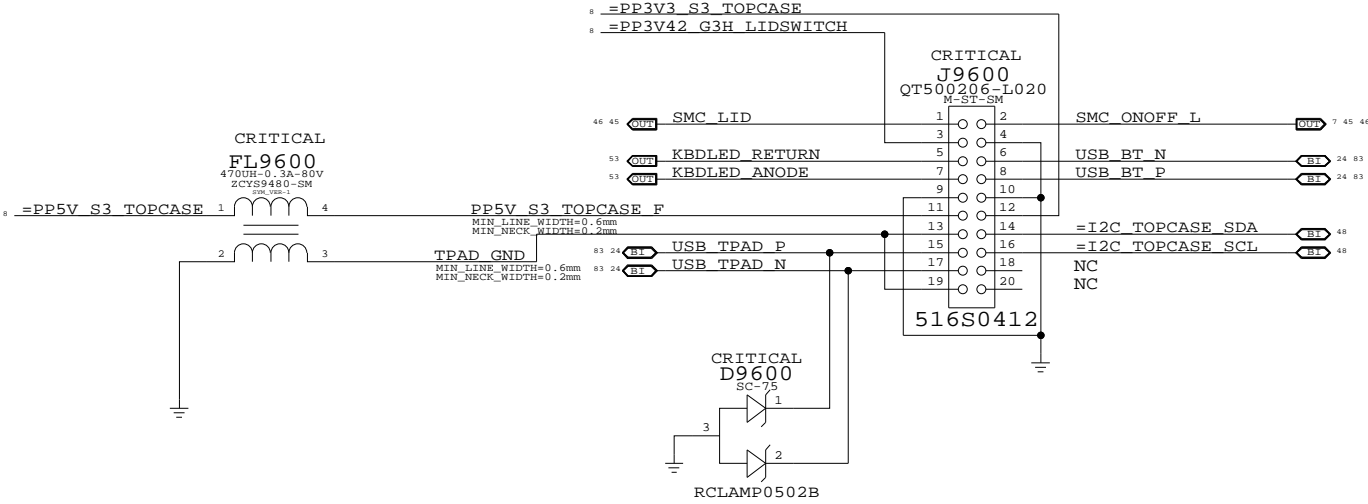 8 =PP3V3_S3_TOPCASE
8 =PP3V42_G3H_LIDSWITCH
CRITICAL
J9600
QT500206-L020
M-ST-SM
46 45 OUT SMC_LID 1 2 SMC_ONOFF_L OUT 7 45 46
3 4
53 OUT KBDLED_RETURN 5 6 USB_BT_N BI 24 83
53 OUT KBDLED_ANODE 7 8 USB_BT_P BI 24 83
9 10
CRITICAL
FL9600
470UH-0.3A-80V
ZCYS9480-SM
SYM_VER-1
8 =PP5V_S3_TOPCASE 1 4 PP5V_S3_TOPCASE_F 11 12
MIN_LINE_WIDTH=0.6mm
MIN_NECK_WIDTH=0.2mm
13 14 =I2C_TOPCASE_SDA BI 48
83 24 BI USB_TPAD_P 15 16 =I2C_TOPCASE_SCL BI 48
2 3 TPAD_GND
MIN_LINE_WIDTH=0.6mm
MIN_NECK_WIDTH=0.2mm
83 24 BI USB_TPAD_N 17 18 NC
19 20 NC
516S0412
CRITICAL
D9600
SC-75
1
3
2
RCLAMP0502B